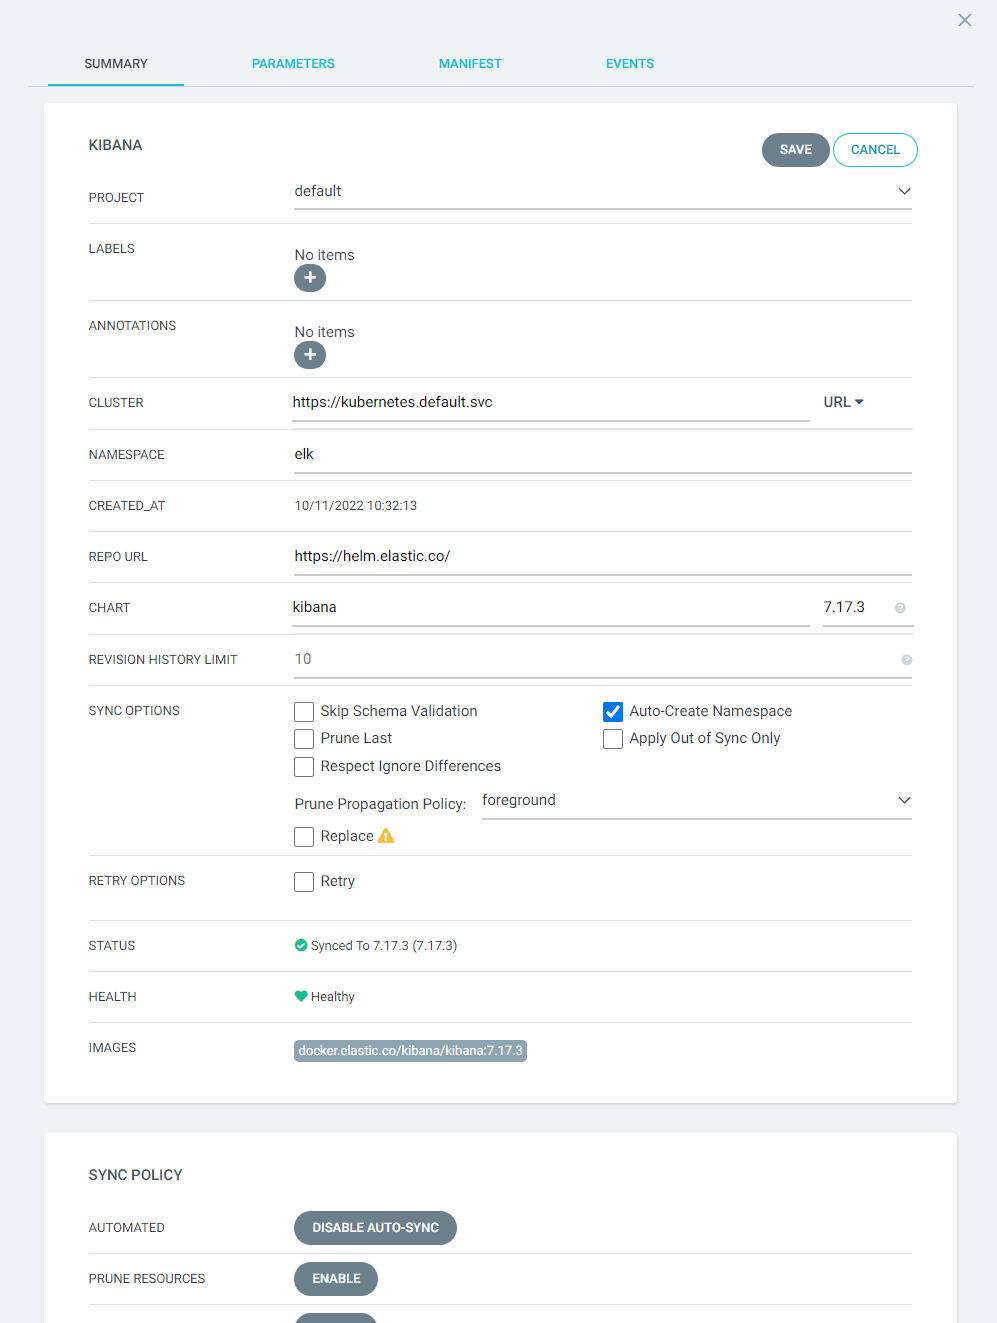 SUMMARY PARAMETERS MANIFEST EVENTS
KIBANA SAVE CANCEL
PROJECT default
LABELS No items
+
ANNOTATIONS No items
+
CLUSTER https://kubernetes.default.svc URL
NAMESPACE elk
CREATED_AT 10/11/2022 10:32:13
REPO URL https://helm.elastic.co/
CHART kibana 7.17.3 ?
REVISION HISTORY LIMIT 10 ?
SYNC OPTIONS Skip Schema Validation Auto-Create Namespace
Prune Last Apply Out of Sync Only
Respect Ignore Differences
Prune Propagation Policy: foreground
Replace
RETRY OPTIONS Retry
STATUS Synced To 7.17.3 (7.17.3)
HEALTH Healthy
IMAGES docker.elastic.co/kibana/kibana:7.17.3
SYNC POLICY
AUTOMATED DISABLE AUTO-SYNC
PRUNE RESOURCES ENABLE